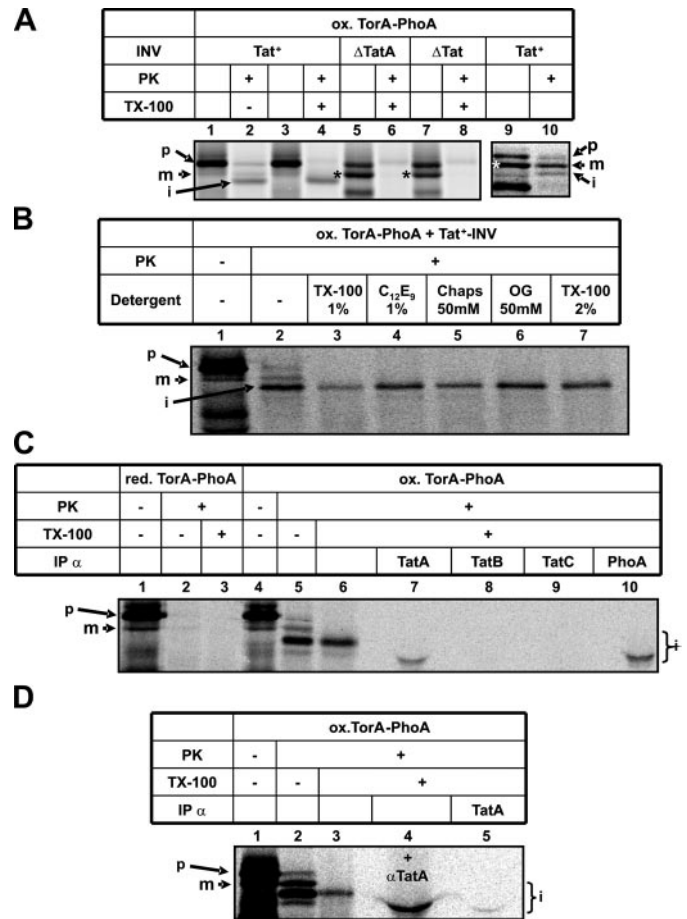 A
ox. TorA-PhoA
INV Tat+ ΔTatA ΔTat Tat+
PK + + + + +
TX-100 - + + +
1 2 3 4 5 6 7 8 9 10
p m i * * * p m i
B
ox. TorA-PhoA + Tat+-INV
PK - +
Detergent - - TX-100 1% C12E9 1% Chaps 50mM OG 50mM TX-100 2%
1 2 3 4 5 6 7
p
m
i
C
red. TorA-PhoA ox. TorA-PhoA
PK - + - +
TX-100 - - + - - +
IP α TatA TatB TatC PhoA
1 2 3 4 5 6 7 8 9 10
p
m
i
D
ox.TorA-PhoA
PK - +
TX-100 - - +
IP α TatA
1 2 3 4 5
p
m
+
αTatA
i